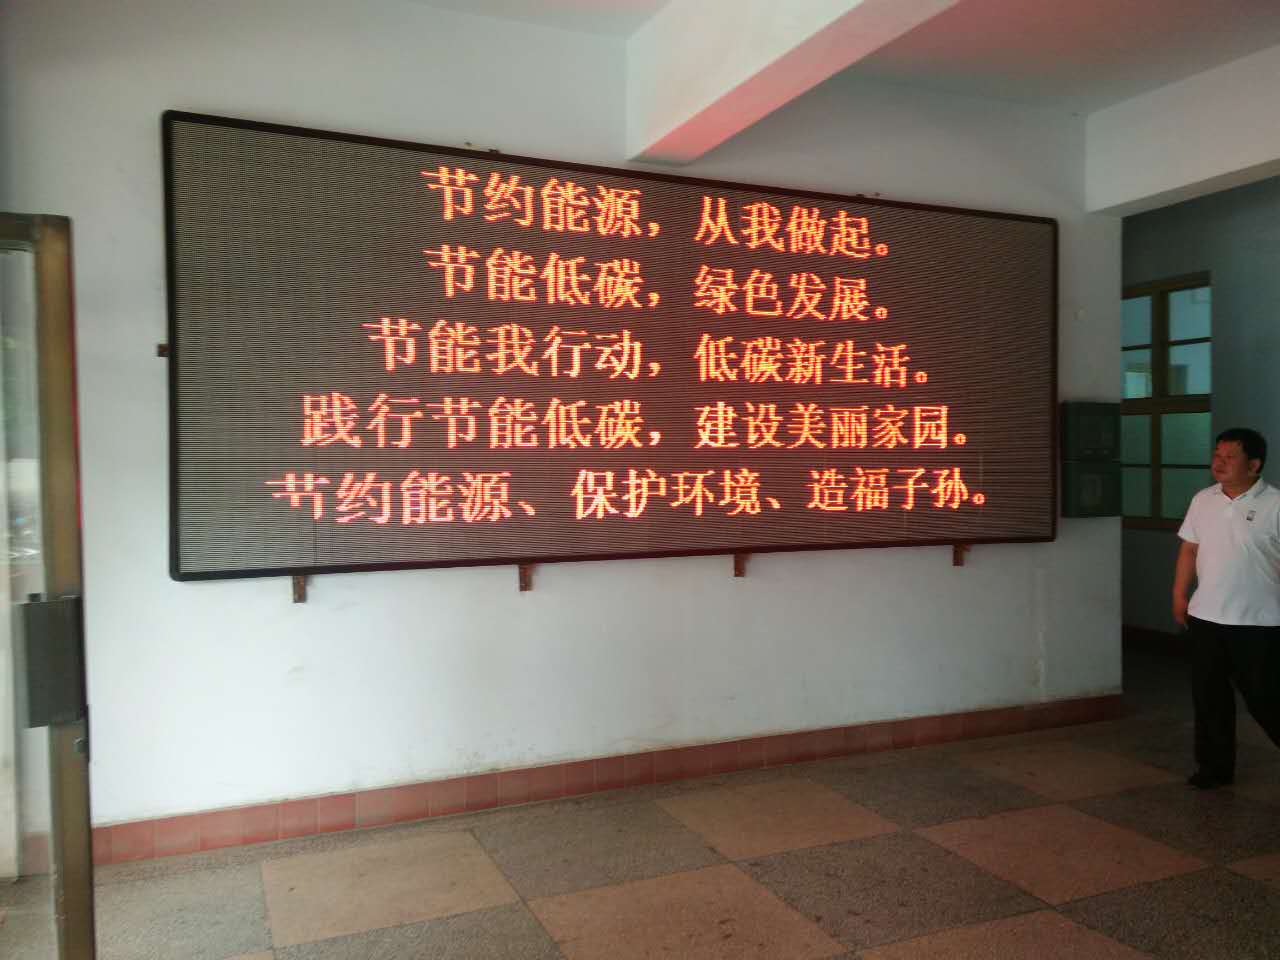 节约能源，从我做起。
节能低碳，绿色发展。
节能我行动，低碳新生活。
践行节能低碳，建设美丽家园。
节约能源、保护环境、造福子孙。